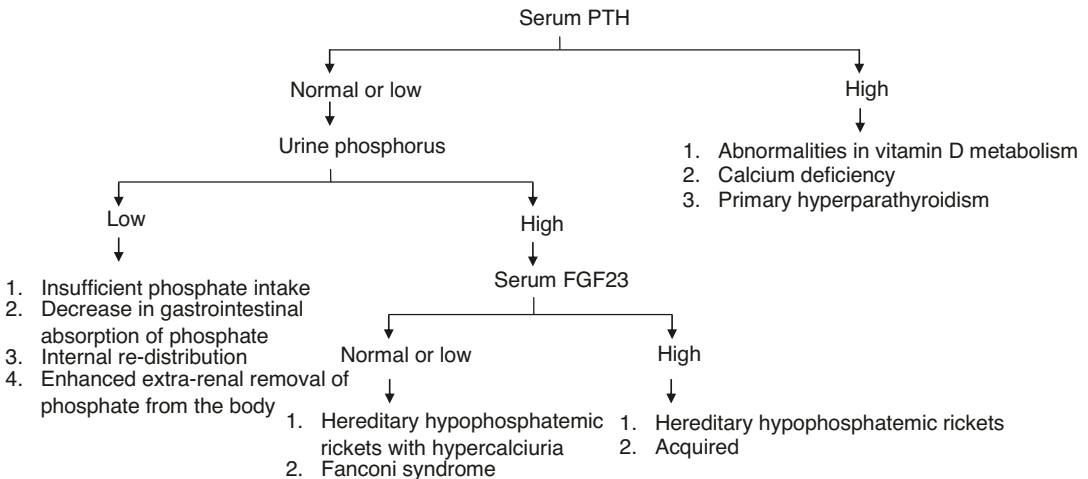 Serum PTH
Normal or low
High
Urine phosphorus
1. Abnormalities in vitamin D metabolism
2. Calcium deficiency
3. Primary hyperparathyroidism
Low
High
Serum FGF23
1. Insufficient phosphate intake
2. Decrease in gastrointestinal
absorption of phosphate
3. Internal re-distribution
4. Enhanced extra-renal removal of
phosphate from the body
Normal or low
High
1. Hereditary hypophosphatemic
rickets with hypercalciuria
2. Fanconi syndrome
1. Hereditary hypophosphatemic rickets
2. Acquired